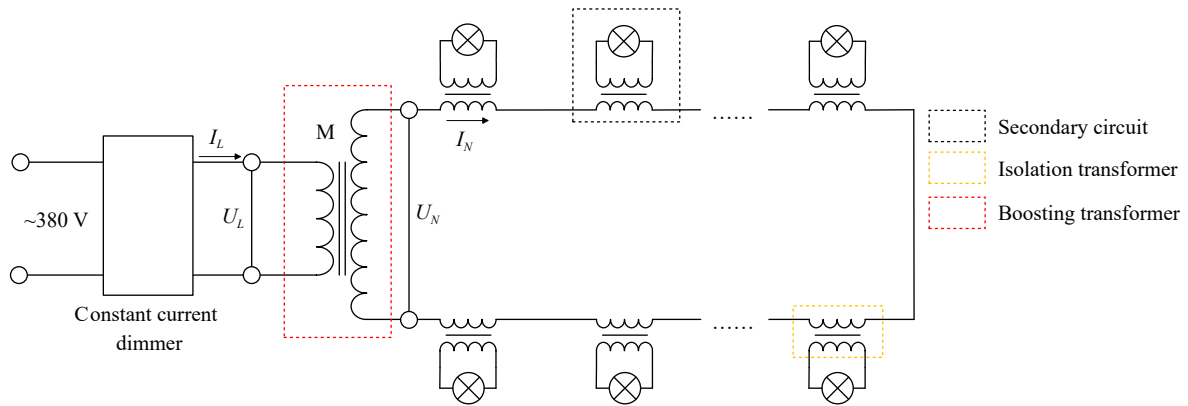 M
I_L
I_N
......
~380 V
U_L
U_N
Constant current
dimmer
......
Secondary circuit
Isolation transformer
Boosting transformer